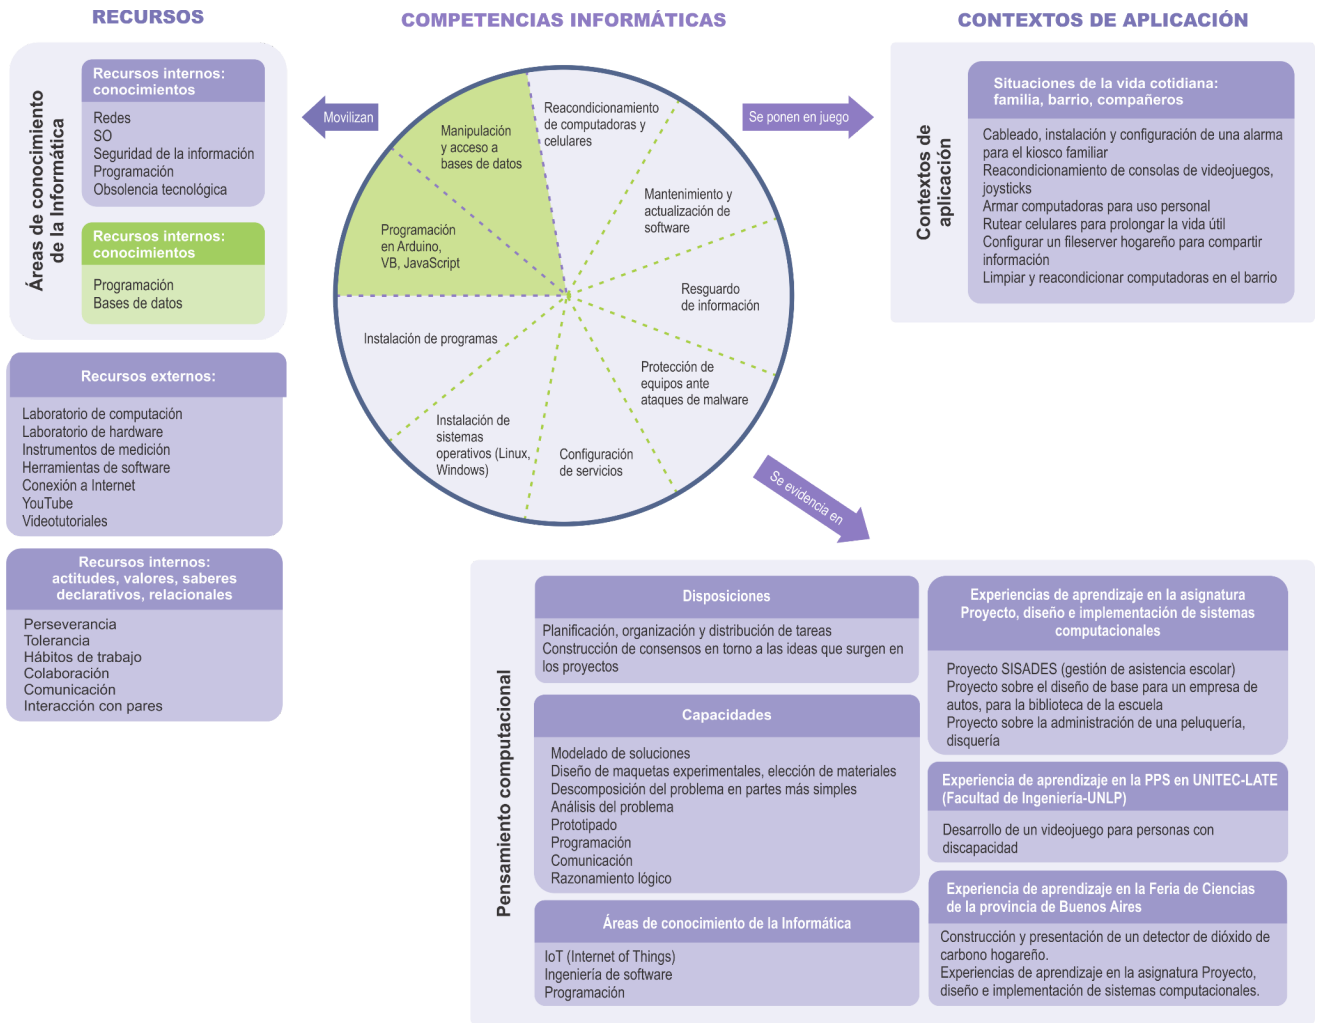 RECURSOS
COMPETENCIAS INFORMÁTICAS
CONTEXTOS DE APLICACIÓN
Áreas de conocimiento
de la Informática
Recursos internos:
conocimientos
Redes
SO
Seguridad de la información
Programación
Obsolencia tecnológica
Recursos internos:
conocimientos
Programación
Bases de datos
Recursos externos:
Laboratorio de computación
Laboratorio de hardware
Instrumentos de medición
Herramientas de software
Conexión a Internet
YouTube
Videotutoriales
Recursos internos:
actitudes, valores, saberes
declarativos, relacionales
Perseverancia
Tolerancia
Hábitos de trabajo
Colaboración
Comunicación
Interacción con pares
Movilizan
Manipulación
y acceso a
bases de datos
Reacondicionamiento
de computadoras y
celulares
Mantenimiento y
actualización de
software
Resguardo
de información
Protección de
equipos ante
ataques de malware
Configuración
de servicios
Instalación de
sistemas
operativos (Linux,
Windows)
Instalación de programas
Programación
en Arduino,
VB, JavaScript
Se ponen en juego
Se evidencia en
Contextos de
aplicación
Situaciones de la vida cotidiana:
familia, barrio, compañeros
Cableado, instalación y configuración de una alarma
para el kiosco familiar
Reacondicionamiento de consolas de videojuegos,
joysticks
Armar computadoras para uso personal
Rutear celulares para prolongar la vida útil
Configurar un fileserver hogareño para compartir
información
Limpiar y reacondicionar computadoras en el barrio
Pensamiento computacional
Disposiciones
Planificación, organización y distribución de tareas
Construcción de consensos en torno a las ideas que surgen en
los proyectos
Capacidades
Modelado de soluciones
Diseño de maquetas experimentales, elección de materiales
Descomposición del problema en partes más simples
Análisis del problema
Prototipado
Programación
Comunicación
Razonamiento lógico
Áreas de conocimiento de la Informática
IoT (Internet of Things)
Ingeniería de software
Programación
Experiencias de aprendizaje en la asignatura
Proyecto, diseño e implementación de sistemas
computacionales
Proyecto SISADES (gestión de asistencia escolar)
Proyecto sobre el diseño de base para un empresa de
autos, para la biblioteca de la escuela
Proyecto sobre la administración de una peluquería,
disquería
Experiencia de aprendizaje en la PPS en UNITEC-LATE
(Facultad de Ingeniería-UNLP)
Desarrollo de un videojuego para personas con
discapacidad
Experiencia de aprendizaje en la Feria de Ciencias
de la provincia de Buenos Aires
Construcción y presentación de un detector de dióxido de
carbono hogareño.
Experiencias de aprendizaje en la asignatura Proyecto,
diseño e implementación de sistemas computacionales.